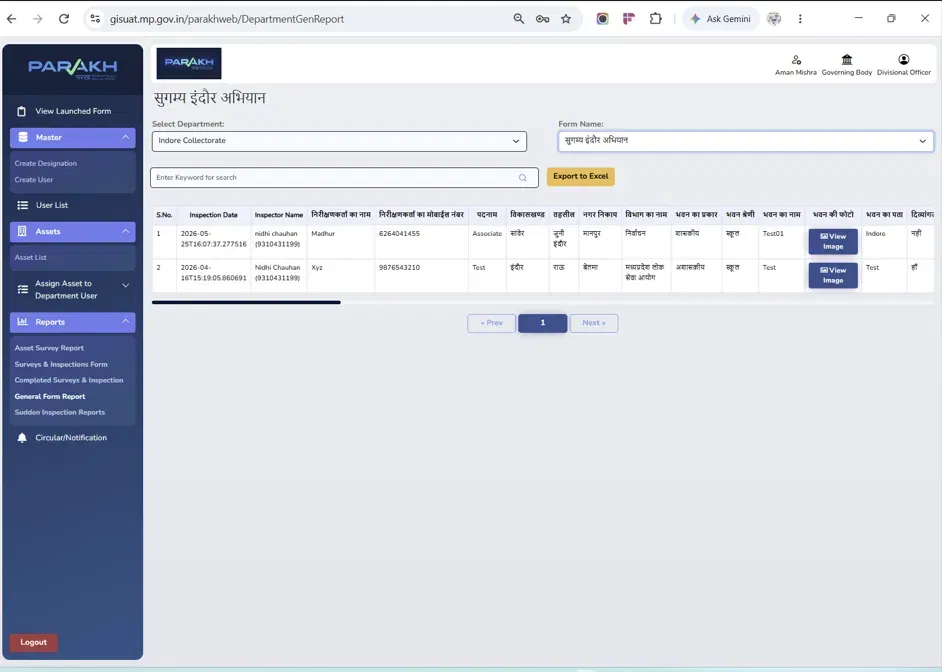 gisuat.mp.gov.in/parakhweb/DepartmentGenReport
Ask Gemini
PARAKH
परख
PARAKH
Aman Mishra
Governing Body
Divisional Officer
View Launched Form
Master
Create Designation
Create User
User List
Assets
Asset List
Assign Asset to
Department User
Reports
Asset Survey Report
Surveys & Inspections Form
Completed Surveys & Inspection
General Form Report
Sudden Inspection Reports
Circular/Notification
Logout
सुगम्य इंदौर अभियान
Select Department:
Indore Collectorate
Form Name:
सुगम्य इंदौर अभियान
Enter Keyword for search
Export to Excel
S.No. Inspection Date Inspector Name निरीक्षणकर्ता का नाम निरीक्षणकर्ता का मोबाईल नंबर पदनाम विकासखण्ड तहसील नगर निकाय विभाग का नाम भवन का प्रकार भवन श्रेणी भवन का नाम भवन की फोटो भवन का पता दिव्यांग
1 2026-05- nidhi chauhan Madhur 6264041455 Associate सांवेर जूनी मानपुर निर्वाचन शासकीय स्कूल Test01 View Indore नही
25T16:07:37.277516 (9310431199) इंदौर Image
2 2026-04- Nidhi Chauhan Xyz 9876543210 Test इंदौर राऊ बेतमा मध्यप्रदेश लोक अशासकीय स्कूल Test View Test हाँ
16T15:19:05.860691 (9310431199) सेवा आयोग Image
« Prev 1 Next »